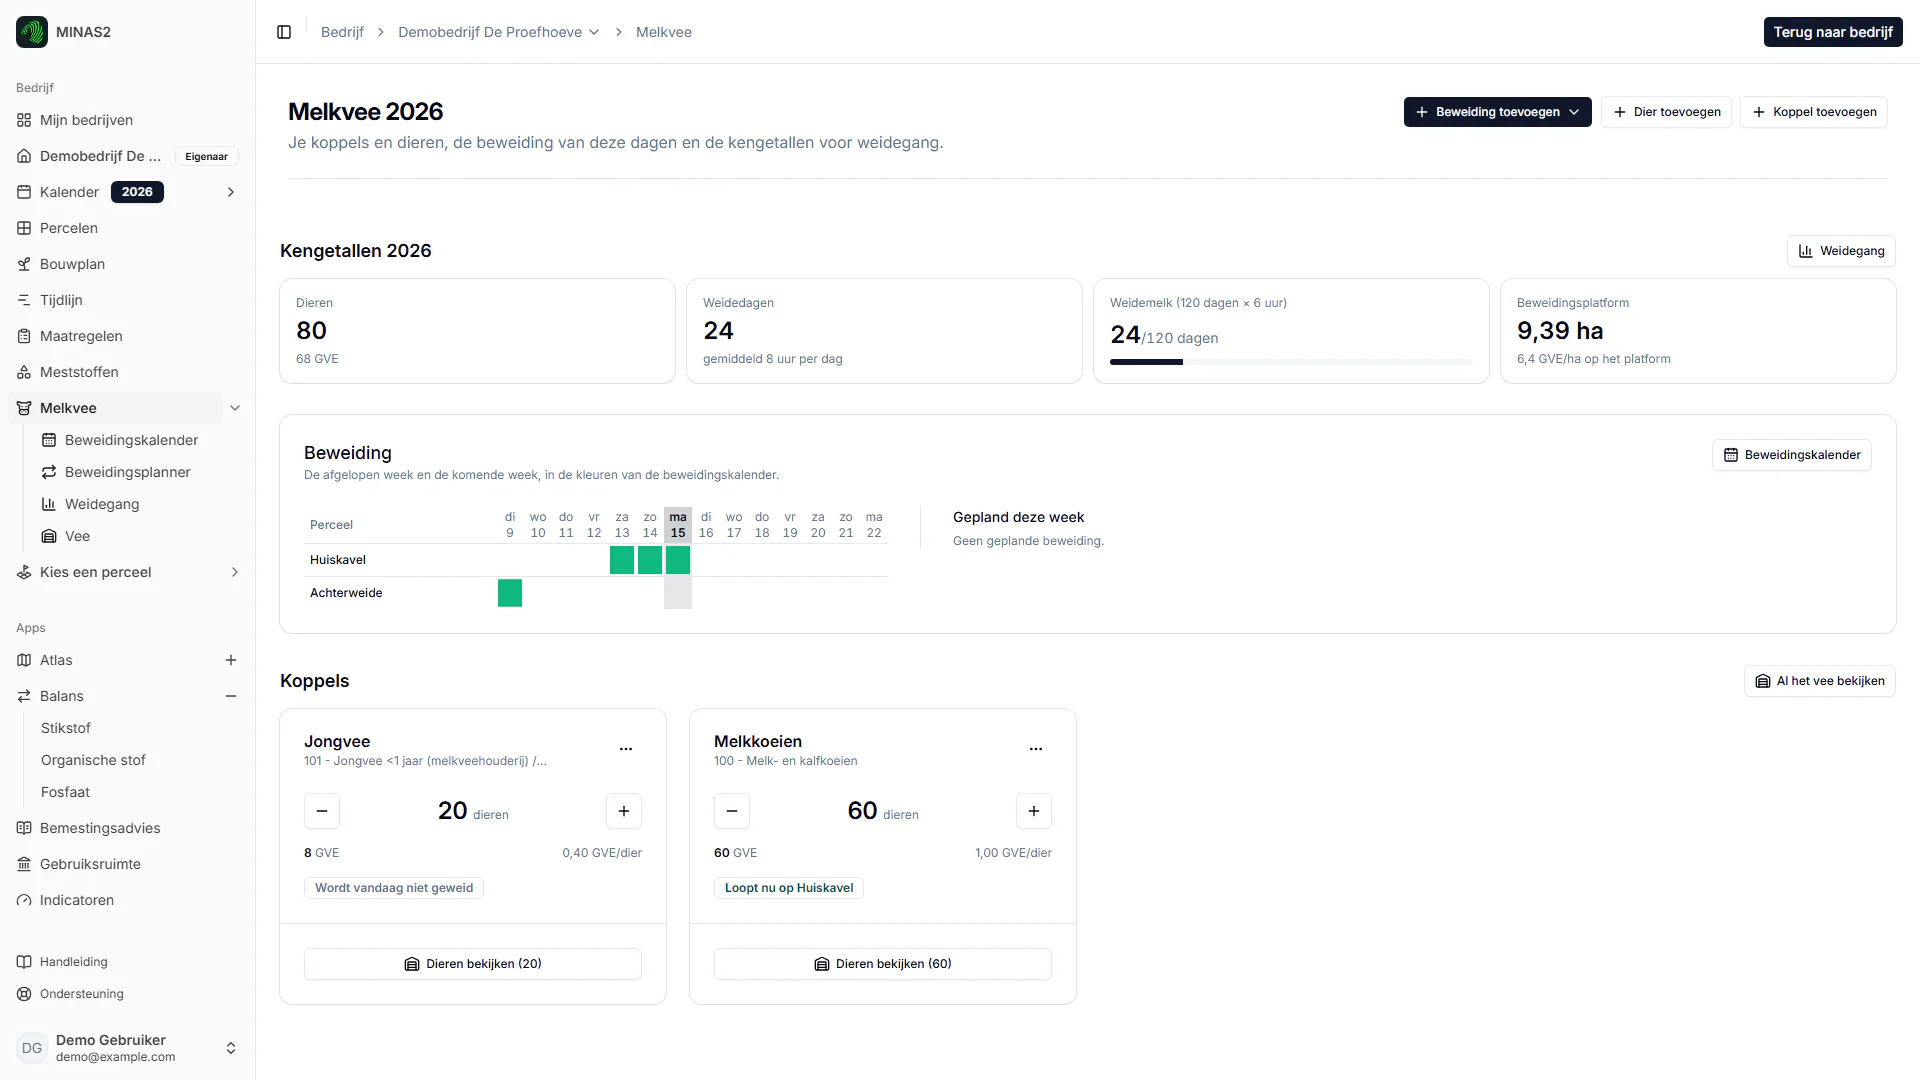 MINAS2
Bedrijf
Mijn bedrijven
Demobedrijf De ... Eigenaar
Kalender 2026
Percelen
Bouwplan
Tijdlijn
Maatregelen
Meststoffen
Melkvee
Beweidingskalender
Beweidingsplanner
Weidegang
Vee
Kies een perceel
Apps
Atlas
Balans
Stikstof
Organische stof
Fosfaat
Bemestingsadvies
Gebruiksruimte
Indicatoren
Handleiding
Ondersteuning
DG Demo Gebruiker
demo@example.com
Bedrijf Demobedrijf De Proefhoeve Melkvee
Terug naar bedrijf
Melkvee 2026
Je koppels en dieren, de beweiding van deze dagen en de kengetallen voor weidegang.
Beweiding toevoegen Dier toevoegen Koppel toevoegen
Kengetallen 2026
Weidegang
Dieren
80
68 GVE
Weidedagen
24
gemiddeld 8 uur per dag
Weidemelk (120 dagen × 6 uur)
24/120 dagen
Beweidingsplatform
9,39 ha
6,4 GVE/ha op het platform
Beweiding
De afgelopen week en de komende week, in de kleuren van de beweidingskalender.
Beweidingskalender
Perceel
di wo do vr za zo ma di wo do vr za zo ma
9 10 11 12 13 14 15 16 17 18 19 20 21 22
Huiskavel
Achterweide
Gepland deze week
Geen geplande beweiding.
Koppels
Al het vee bekijken
Jongvee
101 - Jongvee <1 jaar (melkveehouderij) /...
20 dieren
8 GVE 0,40 GVE/dier
Wordt vandaag niet geweid
Dieren bekijken (20)
Melkkoeien
100 - Melk- en kalfkoeien
60 dieren
60 GVE 1,00 GVE/dier
Loopt nu op Huiskavel
Dieren bekijken (60)